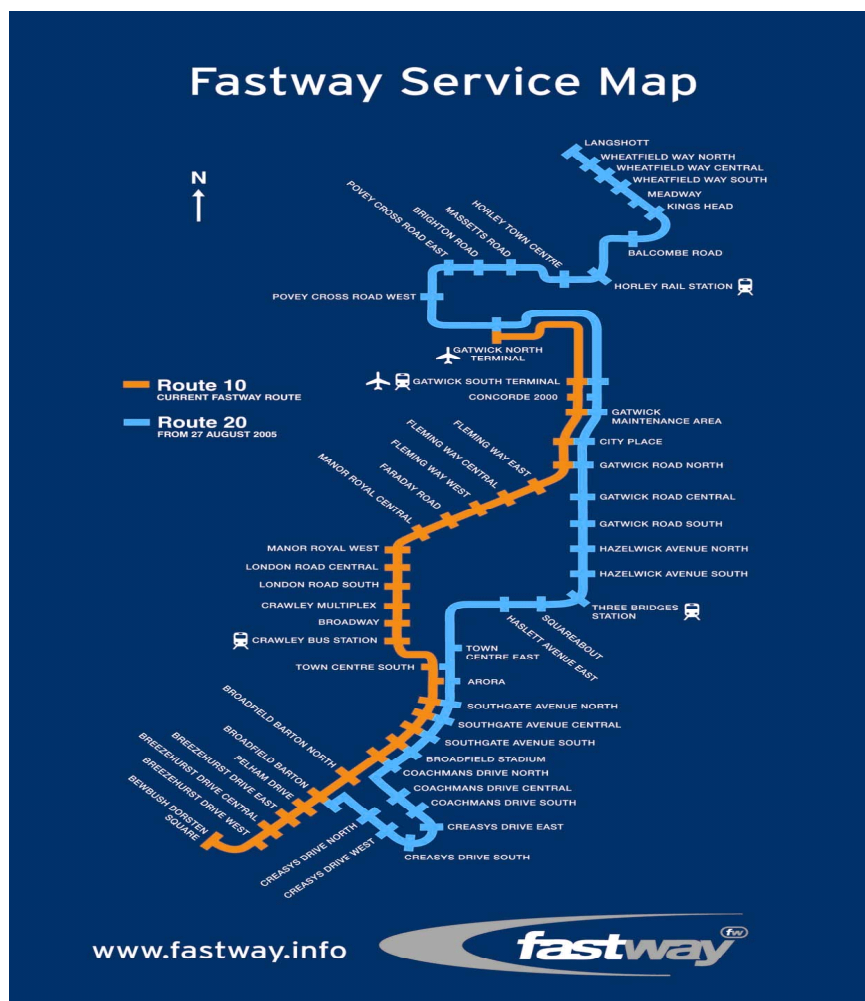 Fastway Service Map
N
LANGSHOTT
WHEATFIELD WAY NORTH
WHEATFIELD WAY CENTRAL
WHEATFIELD WAY SOUTH
MEADWAY
KINGS HEAD
BALCOMBE ROAD
HORLEY RAIL STATION
HORLEY TOWN CENTRE
MASSETTS ROAD
BRIGHTON ROAD
POVEY CROSS ROAD EAST
POVEY CROSS ROAD WEST
GATWICK NORTH
TERMINAL
GATWICK SOUTH TERMINAL
CONCORDE 2000
GATWICK
MAINTENANCE AREA
CITY PLACE
GATWICK ROAD NORTH
GATWICK ROAD CENTRAL
GATWICK ROAD SOUTH
HAZELWICK AVENUE NORTH
HAZELWICK AVENUE SOUTH
THREE BRIDGES
STATION
SQUAREABOUT
HASLETT AVENUE EAST
Route 10
CURRENT FASTWAY ROUTE
Route 20
FROM 27 AUGUST 2005
FLEMING WAY EAST
FLEMING WAY CENTRAL
FLEMING WAY WEST
FARADAY ROAD
MANOR ROYAL CENTRAL
MANOR ROYAL WEST
LONDON ROAD CENTRAL
LONDON ROAD SOUTH
CRAWLEY MULTIPLEX
BROADWAY
CRAWLEY BUS STATION
TOWN CENTRE SOUTH
TOWN
CENTRE EAST
ARORA
SOUTHGATE AVENUE NORTH
SOUTHGATE AVENUE CENTRAL
SOUTHGATE AVENUE SOUTH
BROADFIELD STADIUM
COACHMANS DRIVE NORTH
COACHMANS DRIVE CENTRAL
COACHMANS DRIVE SOUTH
CREASYS DRIVE EAST
CREASYS DRIVE SOUTH
CREASYS DRIVE WEST
CREASYS DRIVE NORTH
BROADFIELD BARTON NORTH
BROADFIELD BARTON
PELHAM DRIVE
BREEZEHURST DRIVE EAST
BREEZEHURST DRIVE CENTRAL
BREEZEHURST DRIVE WEST
BEWBUSH DORSTEN
SQUARE
www.fastway.info
fastway
fw